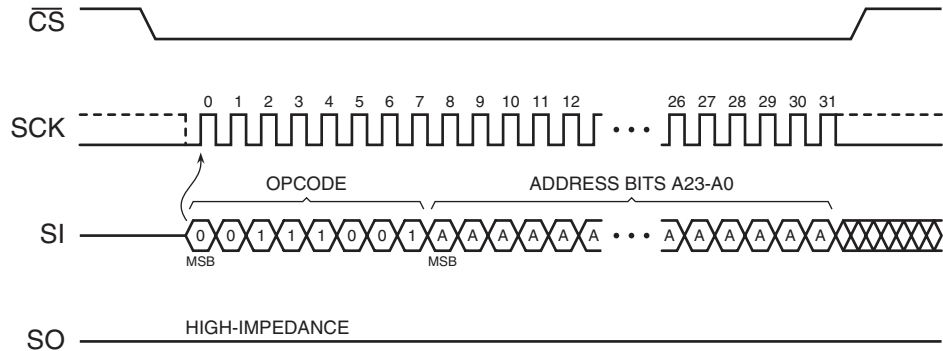 CS
0 1 2 3 4 5 6 7 8 9 10 11 12 26 27 28 29 30 31
SCK
OPCODE ADDRESS BITS A23-A0
SI 0 0 1 1 1 0 0 1 A A A A A A A A A A A A
MSB MSB
HIGH-IMPEDANCE
SO